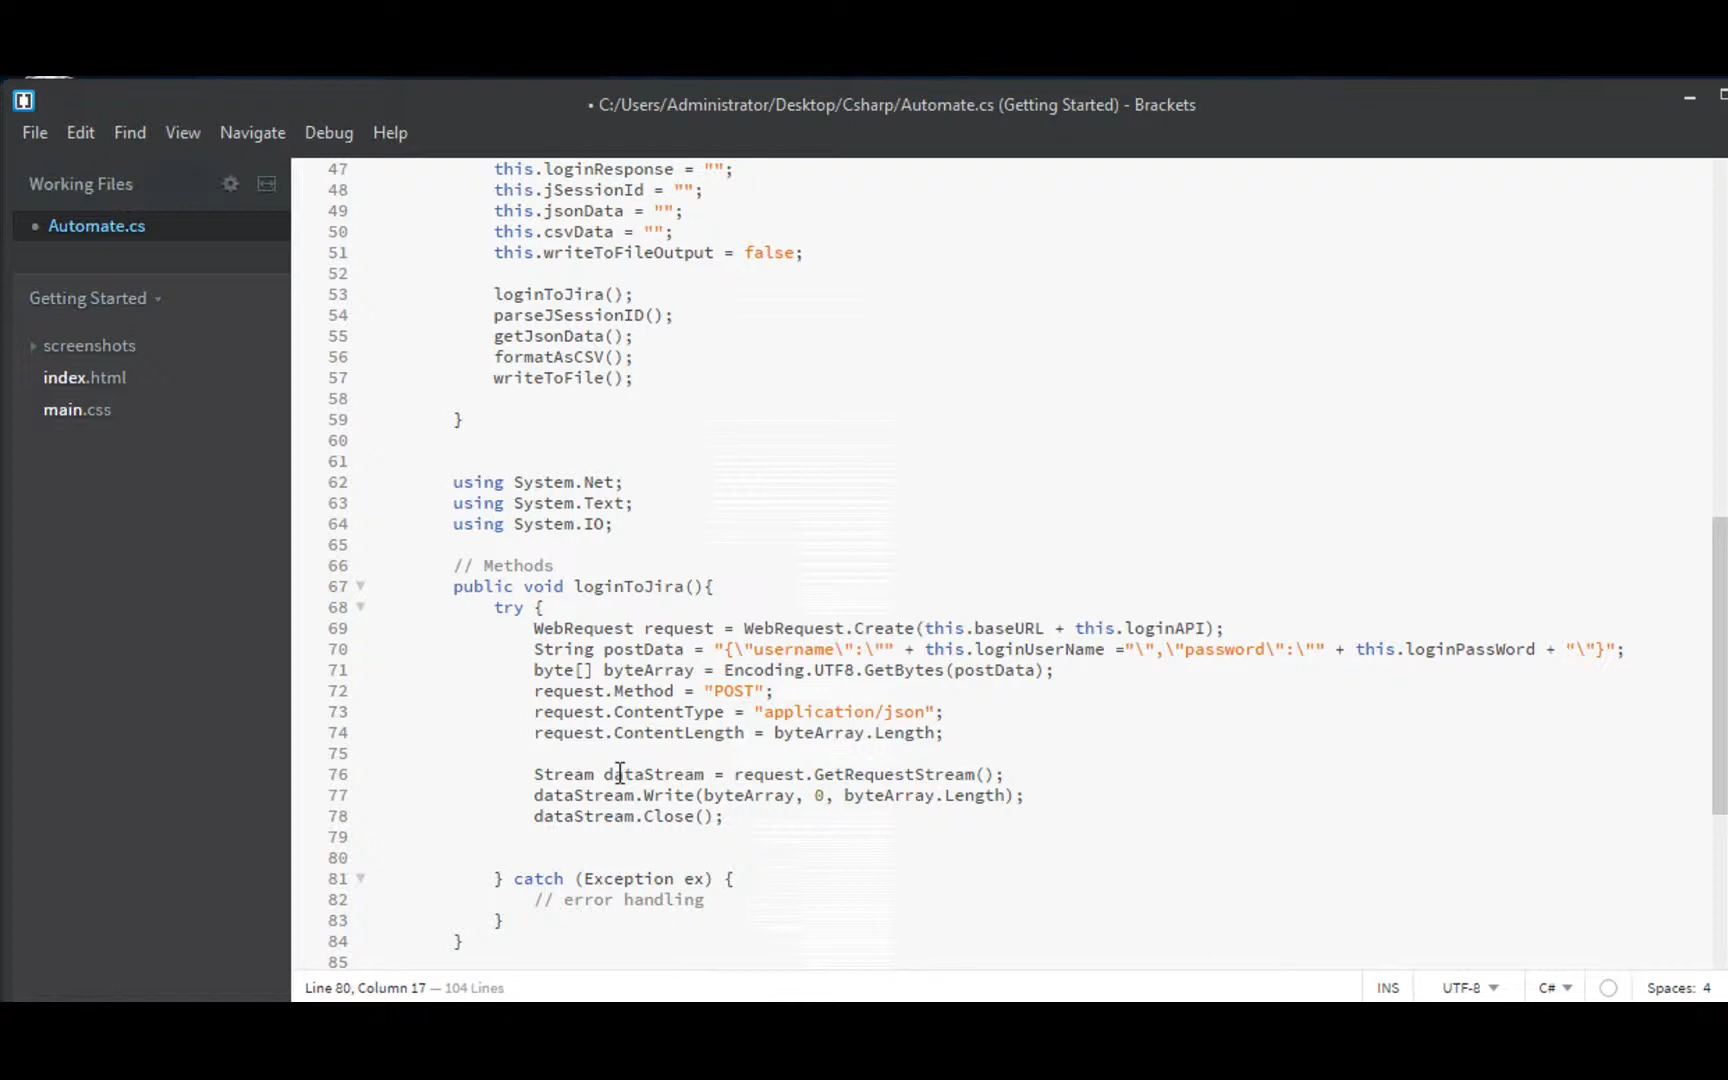 • C:/Users/Administrator/Desktop/Csharp/Automate.cs (Getting Started) - Brackets
File Edit Find View Navigate Debug Help
Working Files
• Automate.cs
Getting Started
screenshots
index.html
main.css
47 this.loginResponse = "";
48 this.jSessionId = "";
49 this.jsonData = "";
50 this.csvData = "";
51 this.writeToFileOutput = false;
52
53 loginToJira();
54 parseJSessionID();
55 getJsonData();
56 formatAsCSV();
57 writeToFile();
58
59 }
60
61
62 using System.Net;
63 using System.Text;
64 using System.IO;
65
66 // Methods
67 public void loginToJira(){
68 try {
69 WebRequest request = WebRequest.Create(this.baseURL + this.loginAPI);
70 String postData = "{\"username\":\"" + this.loginUserName ="\",\"password\":\"" + this.loginPassWord + "\"}";
71 byte[] byteArray = Encoding.UTF8.GetBytes(postData);
72 request.Method = "POST";
73 request.ContentType = "application/json";
74 request.ContentLength = byteArray.Length;
75
76 Stream dataStream = request.GetRequestStream();
77 dataStream.Write(byteArray, 0, byteArray.Length);
78 dataStream.Close();
79
80
81 } catch (Exception ex) {
82 // error handling
83 }
84 }
85
Line 80, Column 17 — 104 Lines
INS UTF-8 C# Spaces: 4